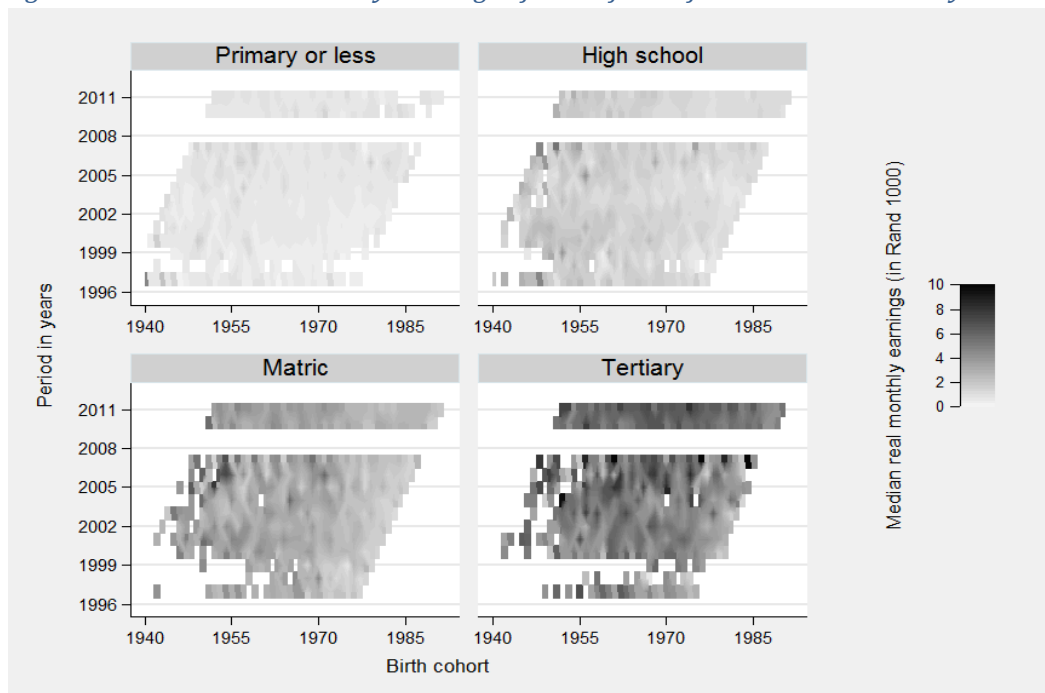 Primary or less
High school
2011
2008
2005
2002
1999
1996
1940 1955 1970 1985
1940 1955 1970 1985
Matric
Tertiary
2011
2008
2005
2002
1999
1996
1940 1955 1970 1985
1940 1955 1970 1985
Period in years
Birth cohort
Median real monthly earnings (in Rand 1000)
10
8
6
4
2
0